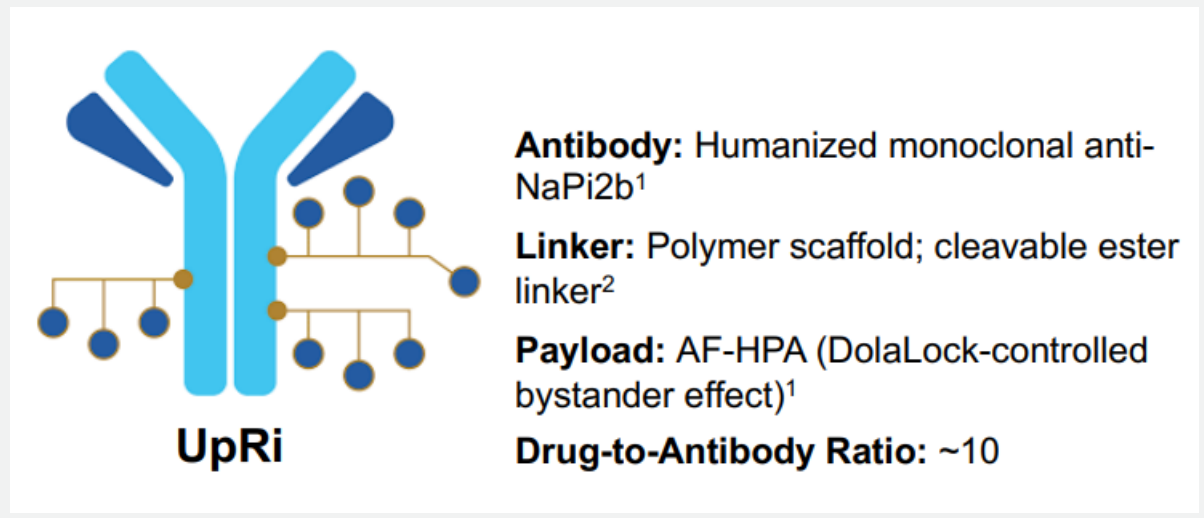 Antibody: Humanized monoclonal anti-
NaPi2b¹
Linker: Polymer scaffold; cleavable ester
linker²
Payload: AF-HPA (DolaLock-controlled
bystander effect)¹
Drug-to-Antibody Ratio: ~10
UpRi